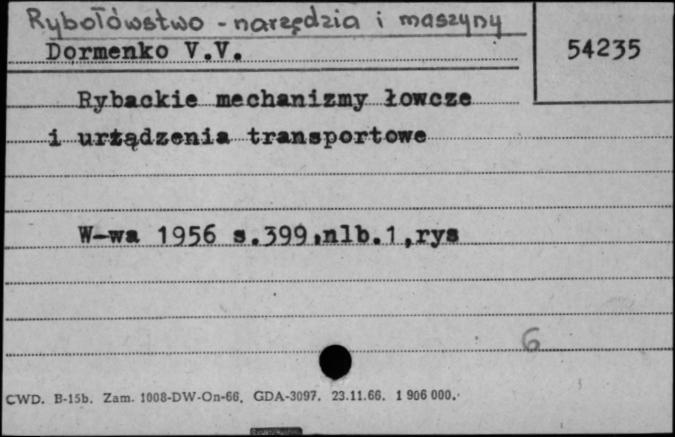 Rybołówstwo - narzędzia i maszyny
Dormenko V.V.
54235
Rybackie mechanizmy łowcze
i urządzenia transportowe
W-wa 1956 s.399,nlb.1,rys
6
CWD. B-15b. Zam. 1008-DW-On-66. GDA-3097. 23.11.66. 1 906 000.